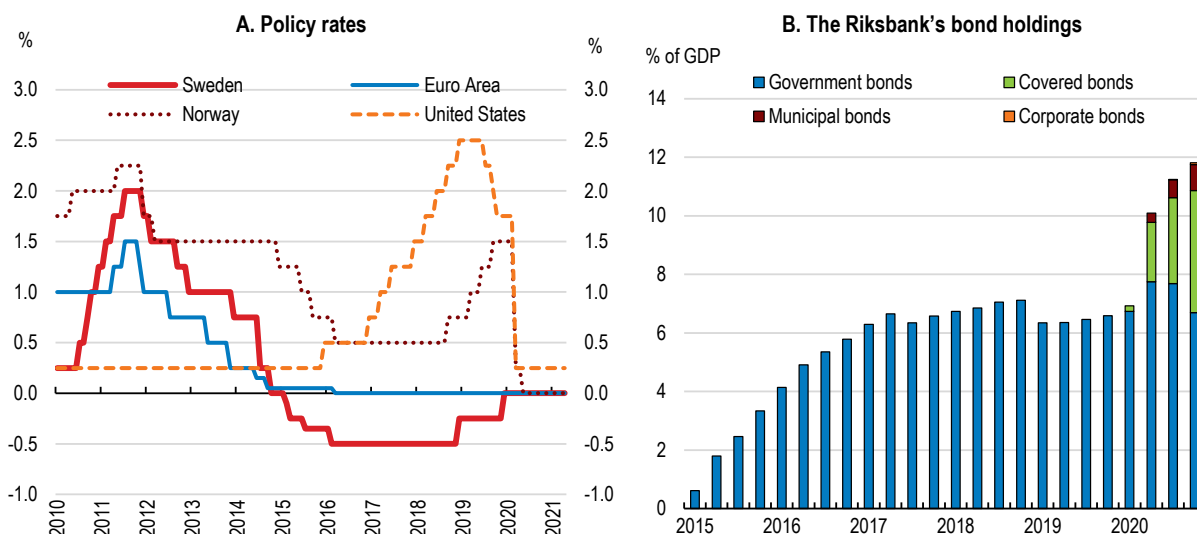 A. Policy rates
%
%
Sweden
Euro Area
Norway
United States
3.0
2.5
2.0
1.5
1.0
0.5
0.0
-0.5
-1.0
3.0
2.5
2.0
1.5
1.0
0.5
0.0
-0.5
-1.0
2010 2011 2012 2013 2014 2015 2016 2017 2018 2019 2020 2021
B. The Riksbank's bond holdings
% of GDP
Government bonds
Covered bonds
Municipal bonds
Corporate bonds
14
12
10
8
6
4
2
0
2015 2016 2017 2018 2019 2020